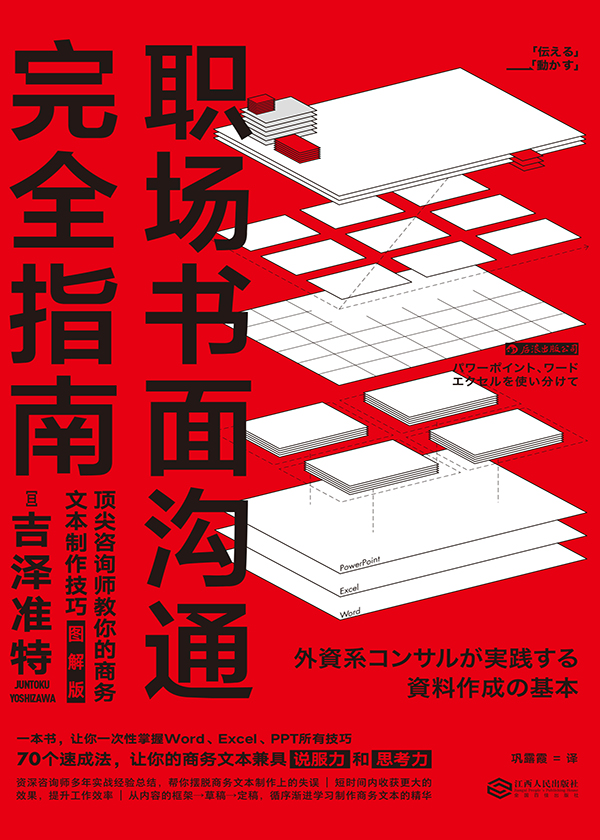 职场书面沟通
完全指南
「伝える」
「動かす」
后浪出版公司
パワーポイント、ワード
エクセルを使い分けて
顶尖咨询师教你的商务
文本制作技巧 图解版
[日]吉泽准特
JUNTOKU
YOSHIZAWA
PowerPoint
Excel
Word
外資系コンサルが実践する
資料作成の基本
一本书，让你一次性掌握Word、Excel、PPT所有技巧
70个速成法，让你的商务文本兼具 说服力 和 思考力
资深咨询师多年实战经验总结，帮你摆脱商务文本制作上的失误｜短时间内收获更大的
效果，提升工作效率｜从内容的框架→草稿→定稿，循序渐进学习制作商务文本的精华
巩露霞＝译
江西人民出版社